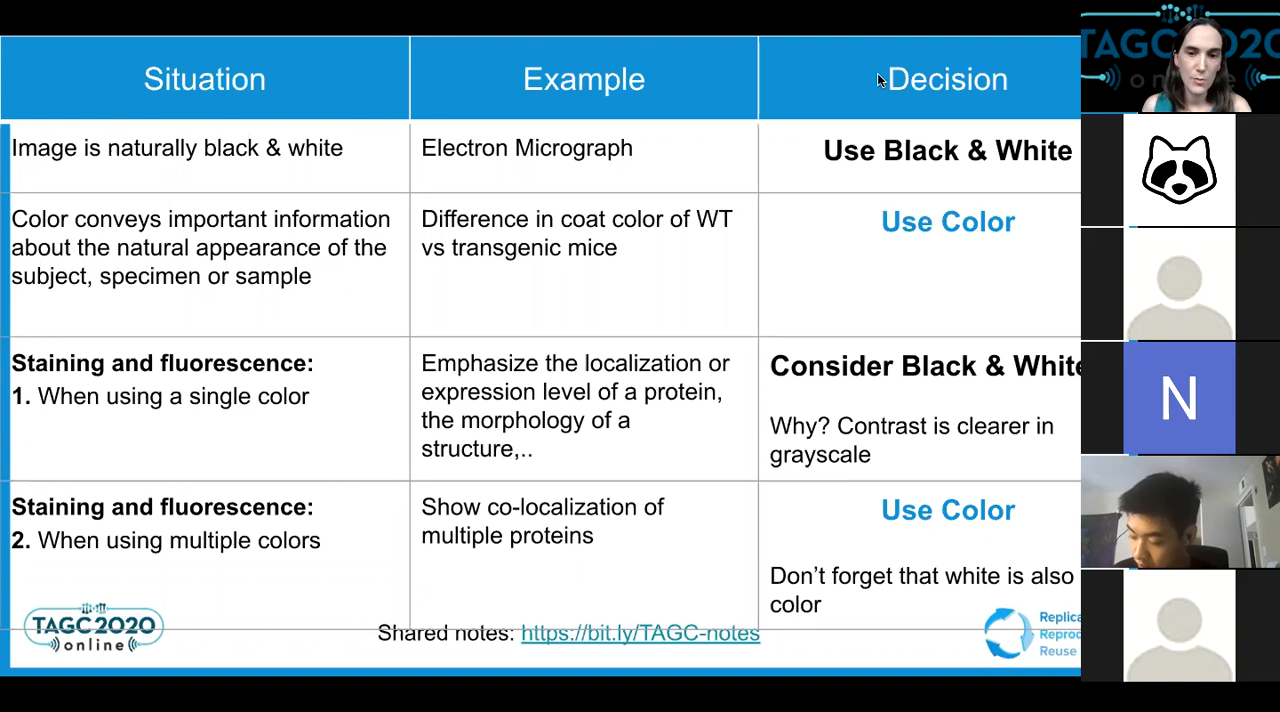 Situation
Example
Decision
Image is naturally black & white
Electron Micrograph
Use Black & White
Color conveys important information
about the natural appearance of the
subject, specimen or sample
Difference in coat color of WT
vs transgenic mice
Use Color
Staining and fluorescence:
1. When using a single color
Emphasize the localization or
expression level of a protein,
the morphology of a
structure,..
Consider Black & White
Why? Contrast is clearer in
grayscale
Staining and fluorescence:
2. When using multiple colors
Show co-localization of
multiple proteins
Use Color
Don't forget that white is also
color
TAGC 2020
online
Shared notes: https://bit.ly/TAGC-notes
Reuse
TAGC 2020
online
N